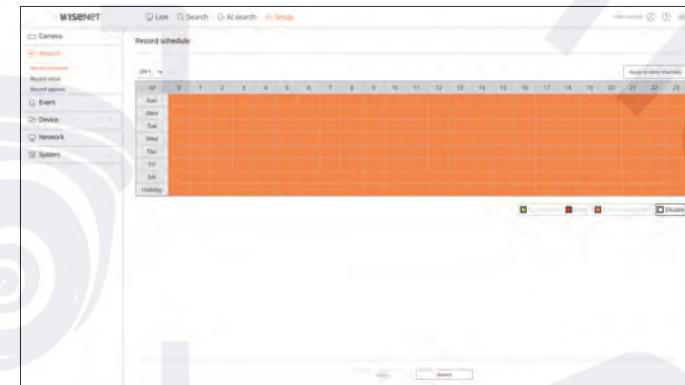 WISENET Live Search AI search Setup
Camera
Record schedule
Record
Record schedule
CH 1 Apply to other channels
Record setup
Record options
All 0 1 2 3 4 5 6 7 8 9 10 11 12 13 14 15 16 17 18 19 20 21 22 23
Event
Sun
Mon
Device
Tue
Network
Wed
Thu
System
Fri
Sat
Holiday
Disable